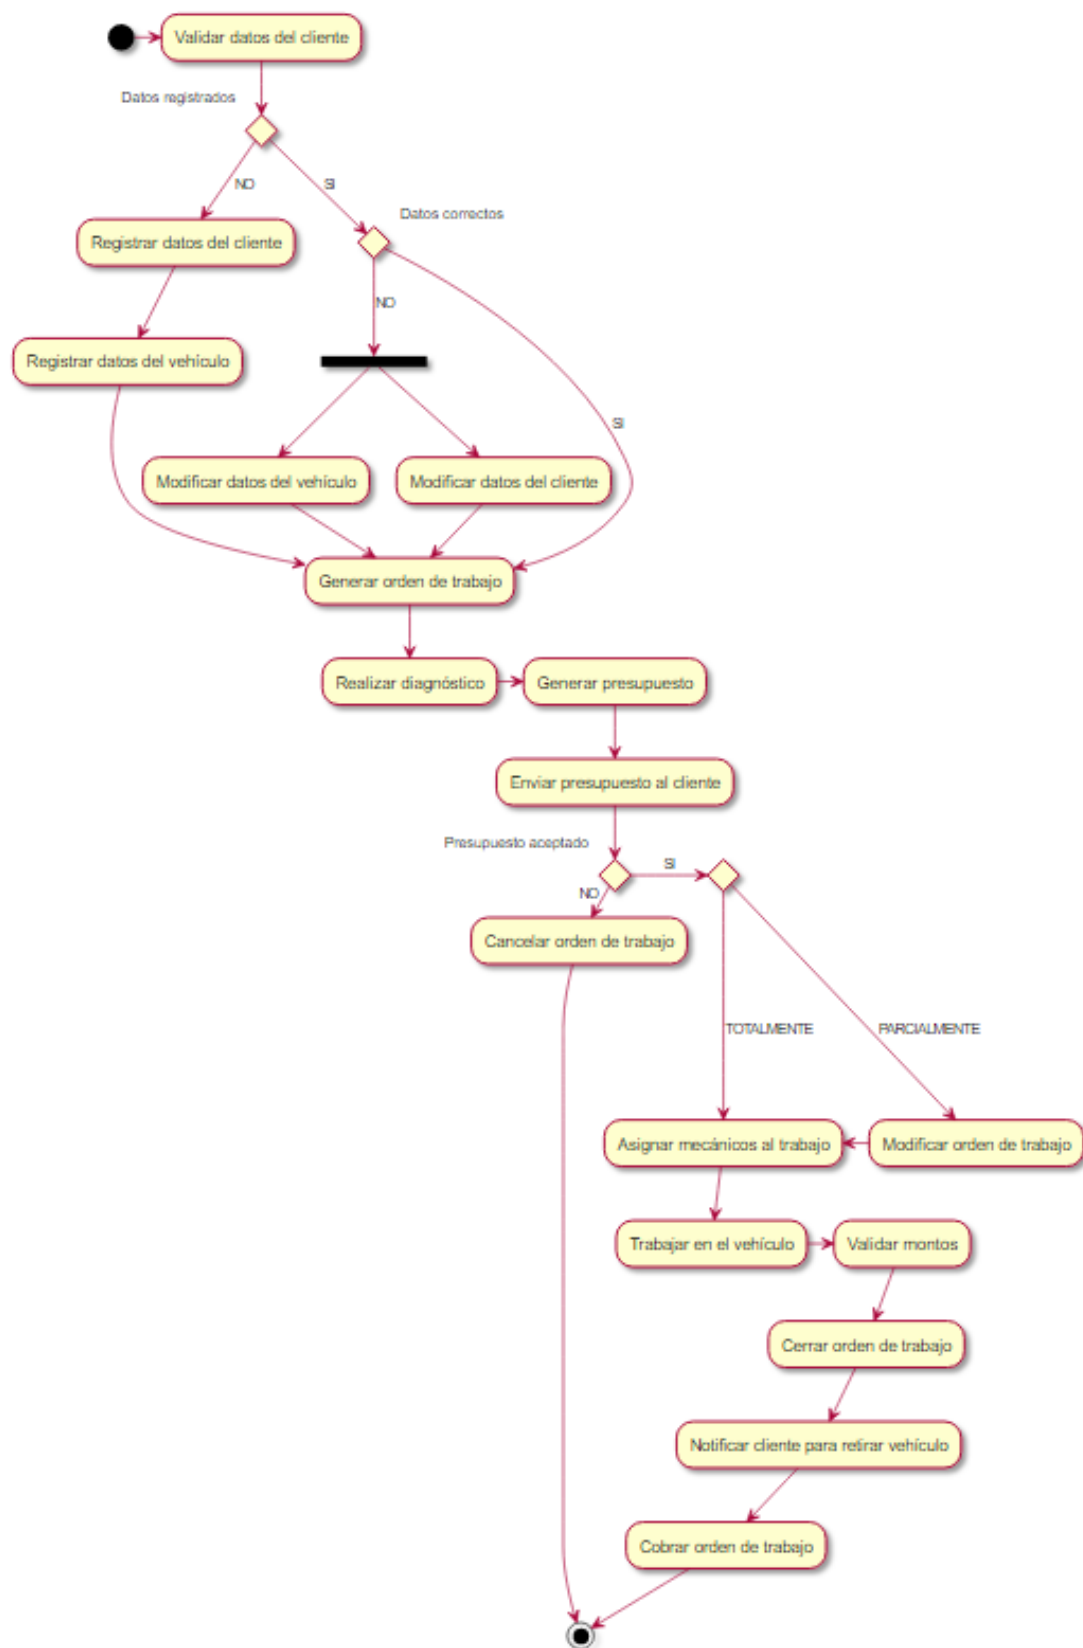 Validar datos del cliente
Datos registrados
NO
SI
Datos correctos
Registrar datos del cliente
NO
Registrar datos del vehículo
SI
Modificar datos del vehículo
Modificar datos del cliente
Generar orden de trabajo
Realizar diagnóstico
Generar presupuesto
Enviar presupuesto al cliente
Presupuesto aceptado
SI
NO
Cancelar orden de trabajo
TOTALMENTE
PARCIALMENTE
Asignar mecánicos al trabajo
Modificar orden de trabajo
Trabajar en el vehículo
Validar montos
Cerrar orden de trabajo
Notificar cliente para retirar vehículo
Cobrar orden de trabajo